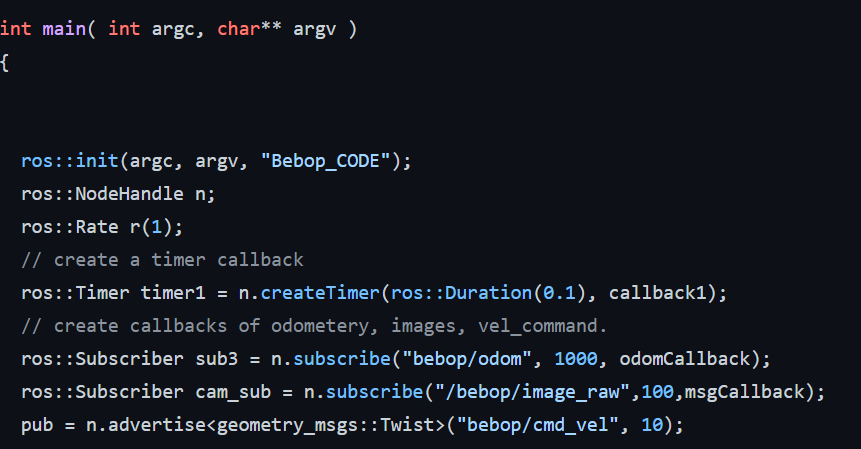 int main( int argc, char** argv )
{
ros::init(argc, argv, "Bebop_CODE");
ros::NodeHandle n;
ros::Rate r(1);
// create a timer callback
ros::Timer timer1 = n.createTimer(ros::Duration(0.1), callback1);
// create callbacks of odometery, images, vel_command.
ros::Subscriber sub3 = n.subscribe("bebop/odom", 1000, odomCallback);
ros::Subscriber cam_sub = n.subscribe("/bebop/image_raw",100,msgCallback);
pub = n.advertise<geometry_msgs::Twist>("bebop/cmd_vel", 10);